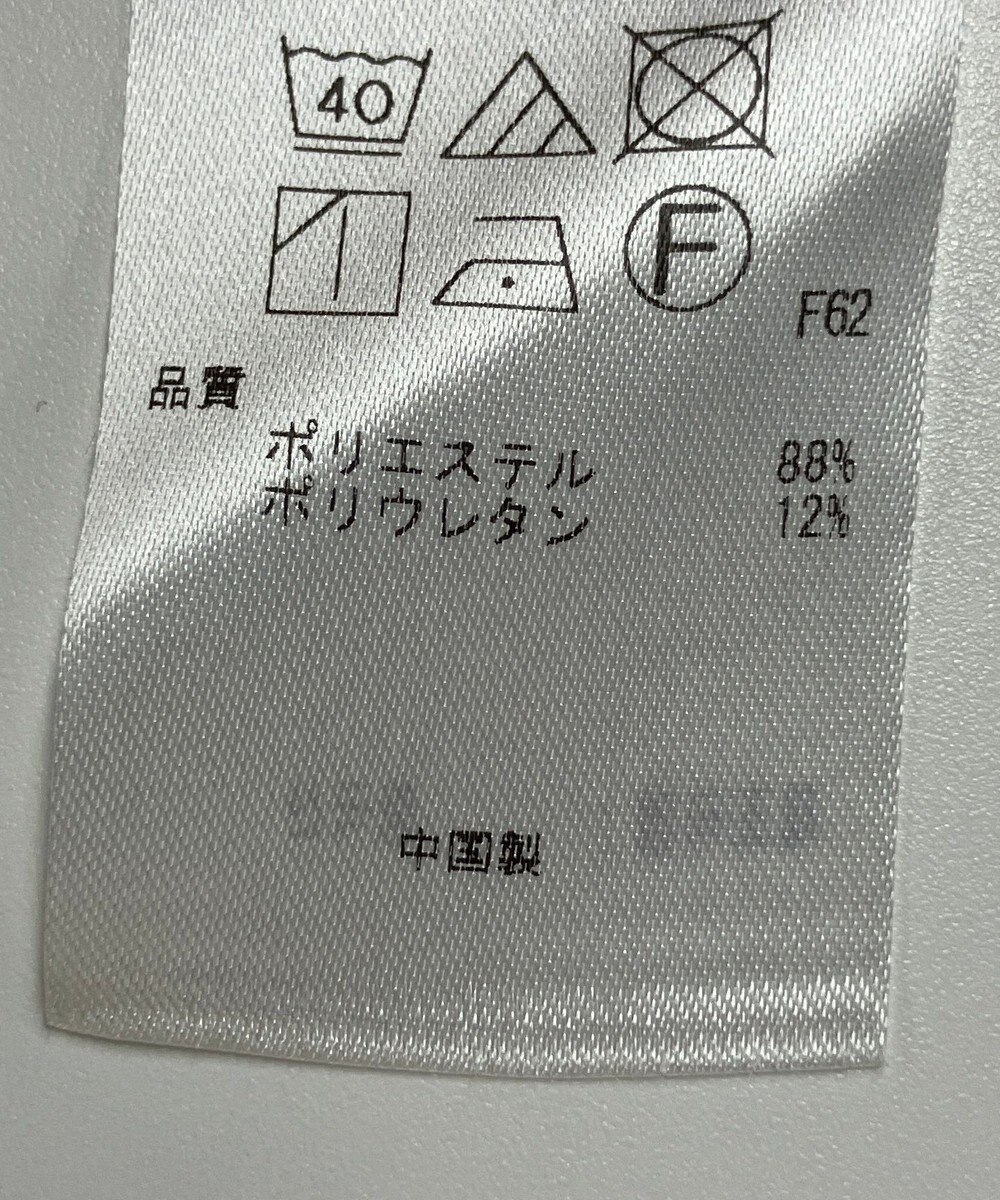 40
F
F62
品質
ポリエステル 88%
ポリウレタン 12%
中国製